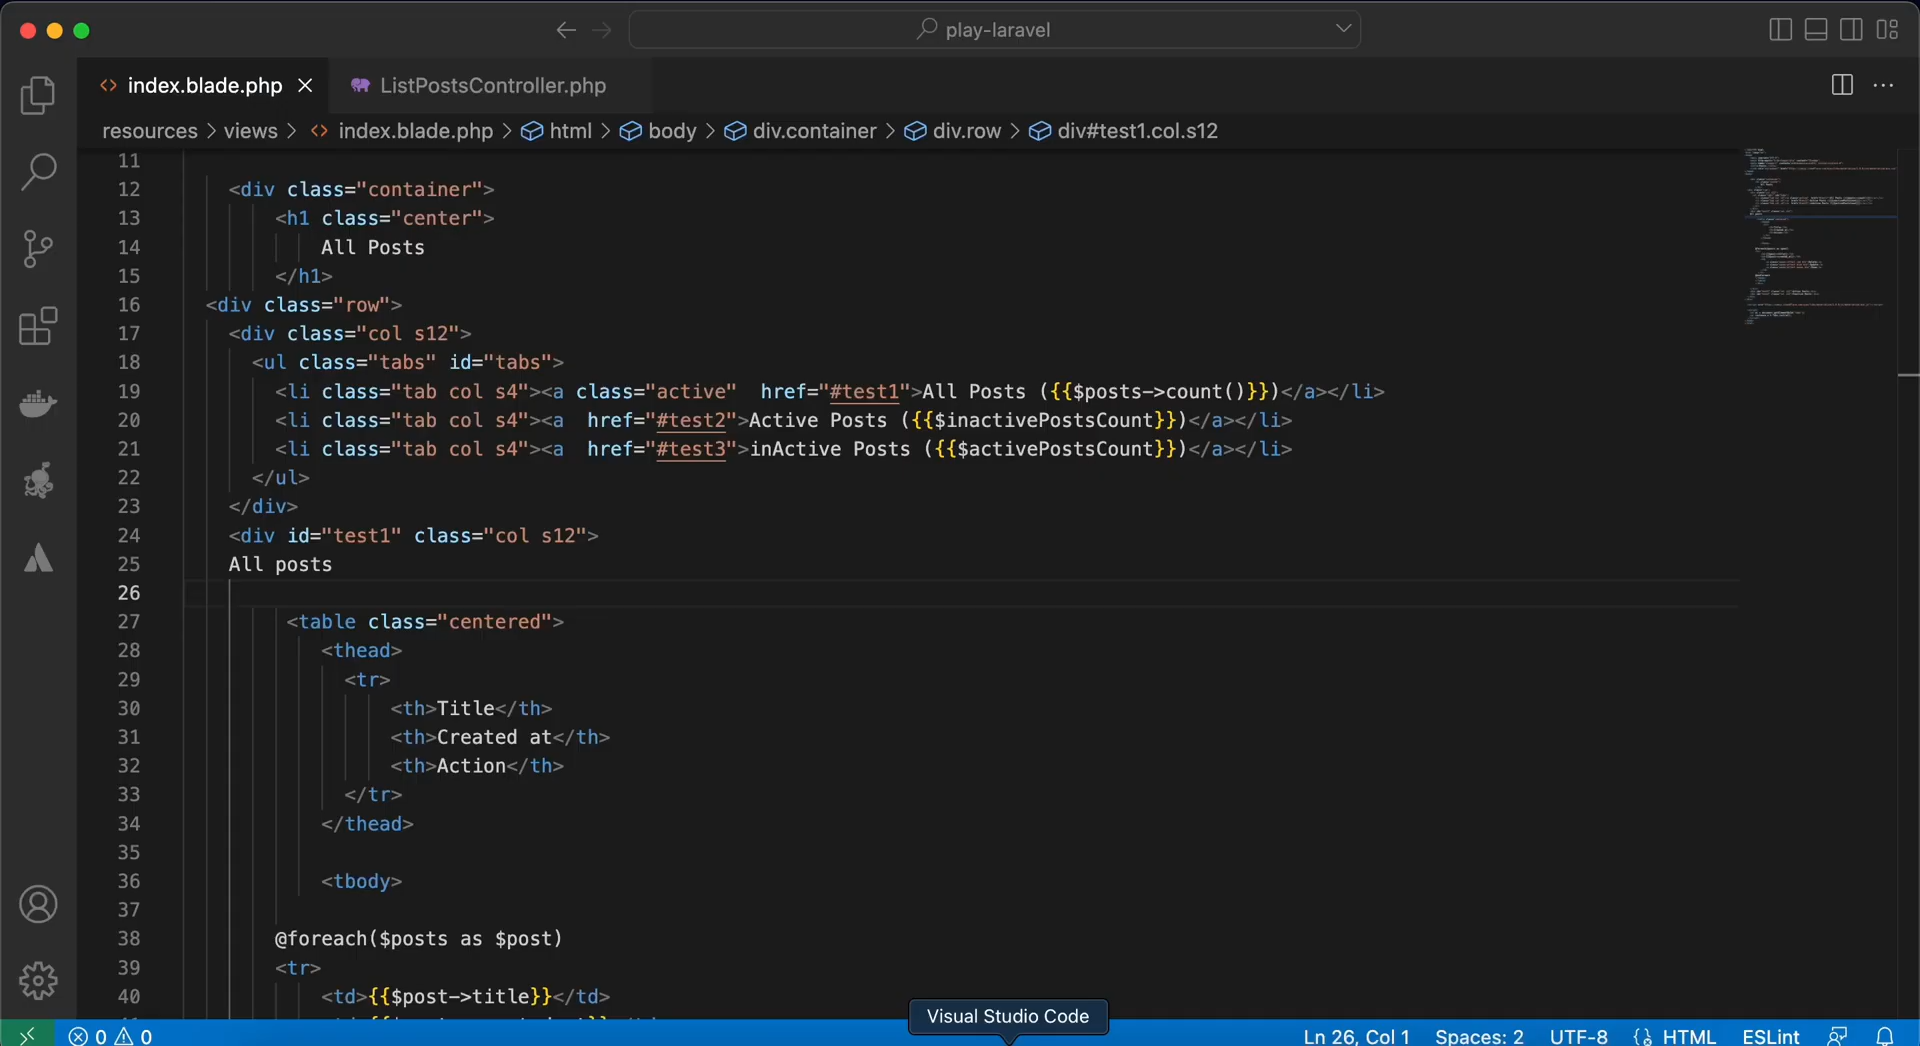 play-laravel
index.blade.php
ListPostsController.php
resources > views > index.blade.php > html > body > div.container > div.row > div#test1.col.s12
11
12 <div class="container">
13 <h1 class="center">
14 All Posts
15 </h1>
16 <div class="row">
17 <div class="col s12">
18 <ul class="tabs" id="tabs">
19 <li class="tab col s4"><a class="active"  href="#test1">All Posts ({{$posts->count()}})</a></li>
20 <li class="tab col s4"><a  href="#test2">Active Posts ({{$inactivePostsCount}})</a></li>
21 <li class="tab col s4"><a  href="#test3">inActive Posts ({{$activePostsCount}})</a></li>
22 </ul>
23 </div>
24 <div id="test1" class="col s12">
25 All posts
26
27 <table class="centered">
28 <thead>
29 <tr>
30 <th>Title</th>
31 <th>Created at</th>
32 <th>Action</th>
33 </tr>
34 </thead>
35
36 <tbody>
37
38 @foreach($posts as $post)
39 <tr>
40 <td>{{$post->title}}</td>
Visual Studio Code
0 0 Ln 26, Col 1 Spaces: 2 UTF-8 HTML ESLint